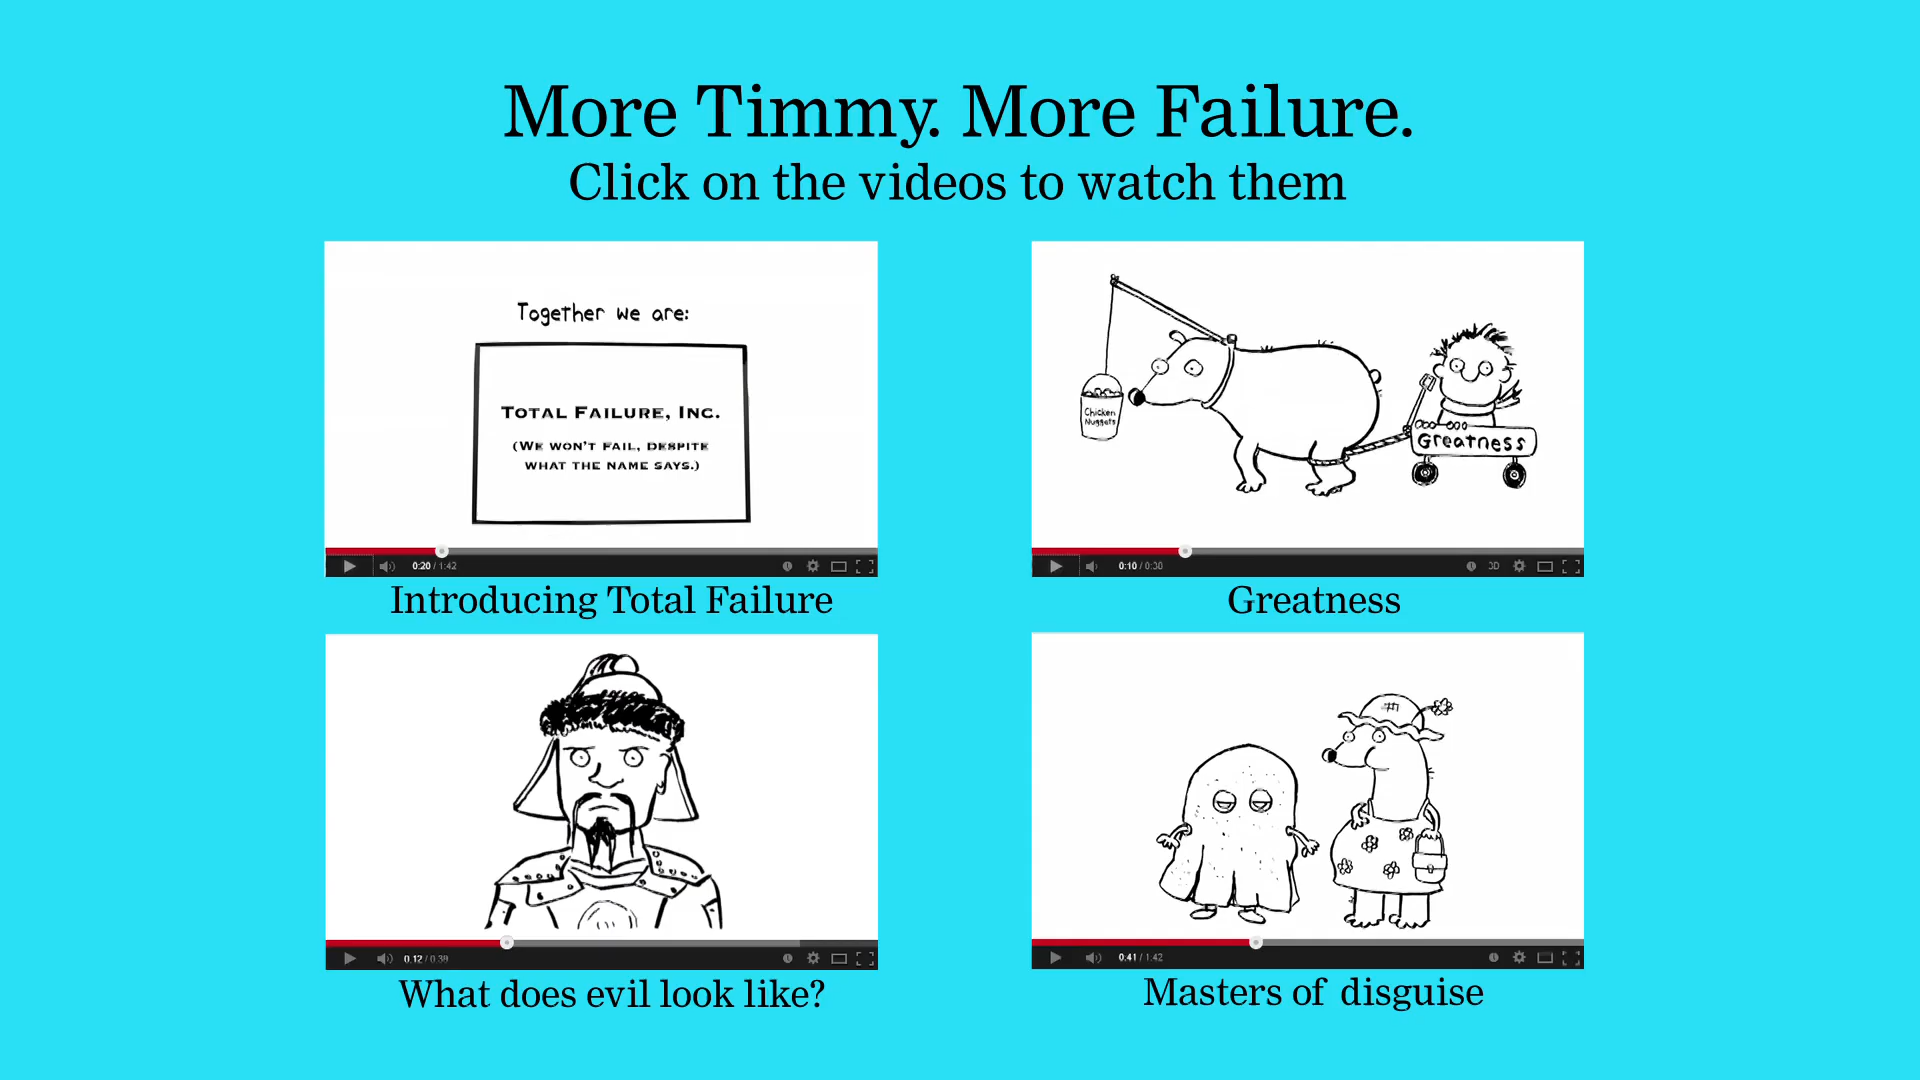 More Timmy. More Failure.
Click on the videos to watch them
Together we are:
TOTAL FAILURE, INC.
(WE WON'T FAIL, DESPITE
WHAT THE NAME SAYS.)
0:20 / 1:42
Introducing Total Failure
Chicken
Nuggets
Greatness
0:10 / 0:30
3D
Greatness
0:12 / 0:39
What does evil look like?
0:41 / 1:42
Masters of disguise